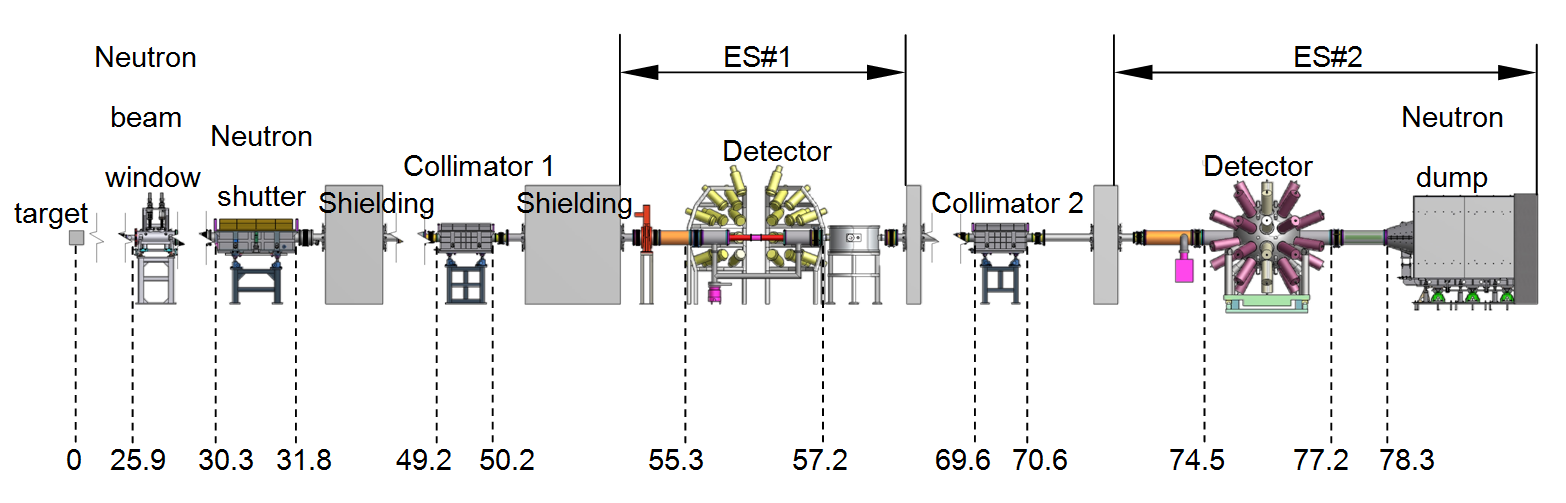 ES#1
ES#2
Neutron
beam
window
Neutron
shutter
Collimator 1
Detector
Detector
Neutron
dump
target
Shielding
Shielding
Collimator 2
0
25.9
30.3
31.8
49.2
50.2
55.3
57.2
69.6
70.6
74.5
77.2
78.3